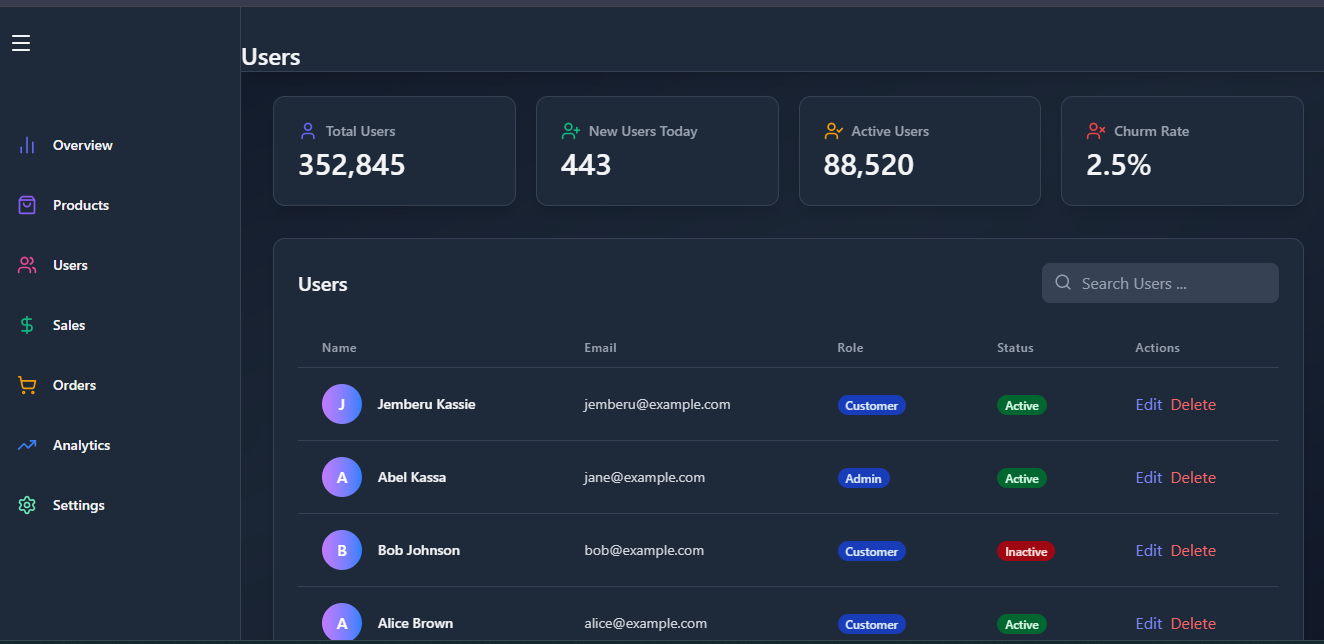 Users
Overview
Products
Users
Sales
Orders
Analytics
Settings
Total Users
352,845
New Users Today
443
Active Users
88,520
Churm Rate
2.5%
Users
Search Users ...
Name Email Role Status Actions
J Jemberu Kassie jemberu@example.com Customer Active Edit Delete
A Abel Kassa jane@example.com Admin Active Edit Delete
B Bob Johnson bob@example.com Customer Inactive Edit Delete
A Alice Brown alice@example.com Customer Active Edit Delete